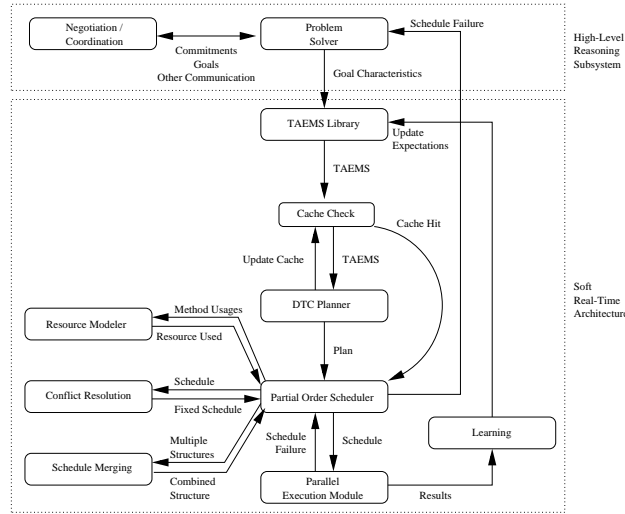 Negotiation /
Coordination
Commitments
Goals
Other Communication
Problem
Solver
Schedule Failure
High-Level
Reasoning
Subsystem
Goal Characteristics
TAEMS Library
Update
Expectations
TAEMS
Cache Check
Cache Hit
Update Cache
TAEMS
DTC Planner
Soft
Real-Time
Architecture
Method Usages
Resource Modeler
Resource Used
Plan
Schedule
Conflict Resolution
Partial Order Scheduler
Fixed Schedule
Multiple
Structures
Schedule
Failure
Schedule
Learning
Schedule Merging
Combined
Structure
Parallel
Execution Module
Results